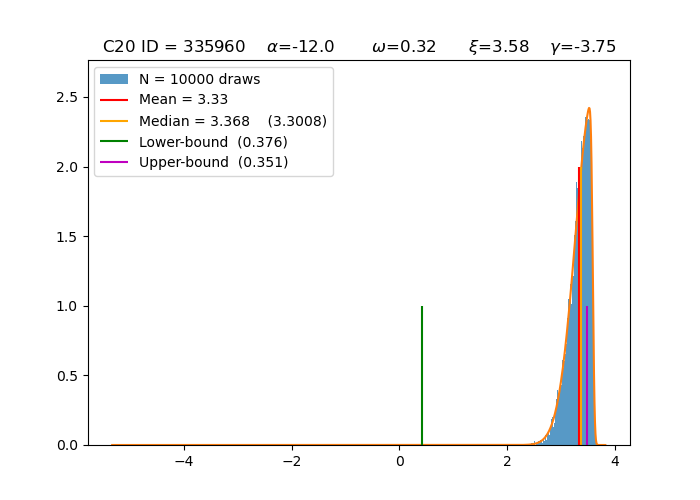 C20 ID = 335960 α=-12.0 ω=0.32 ξ=3.58 γ=-3.75
N = 10000 draws
Mean = 3.33
Median = 3.368 (3.3008)
Lower-bound (0.376)
Upper-bound (0.351)
2.5
2.0
1.5
1.0
0.5
0.0
−4 −2 0 2 4